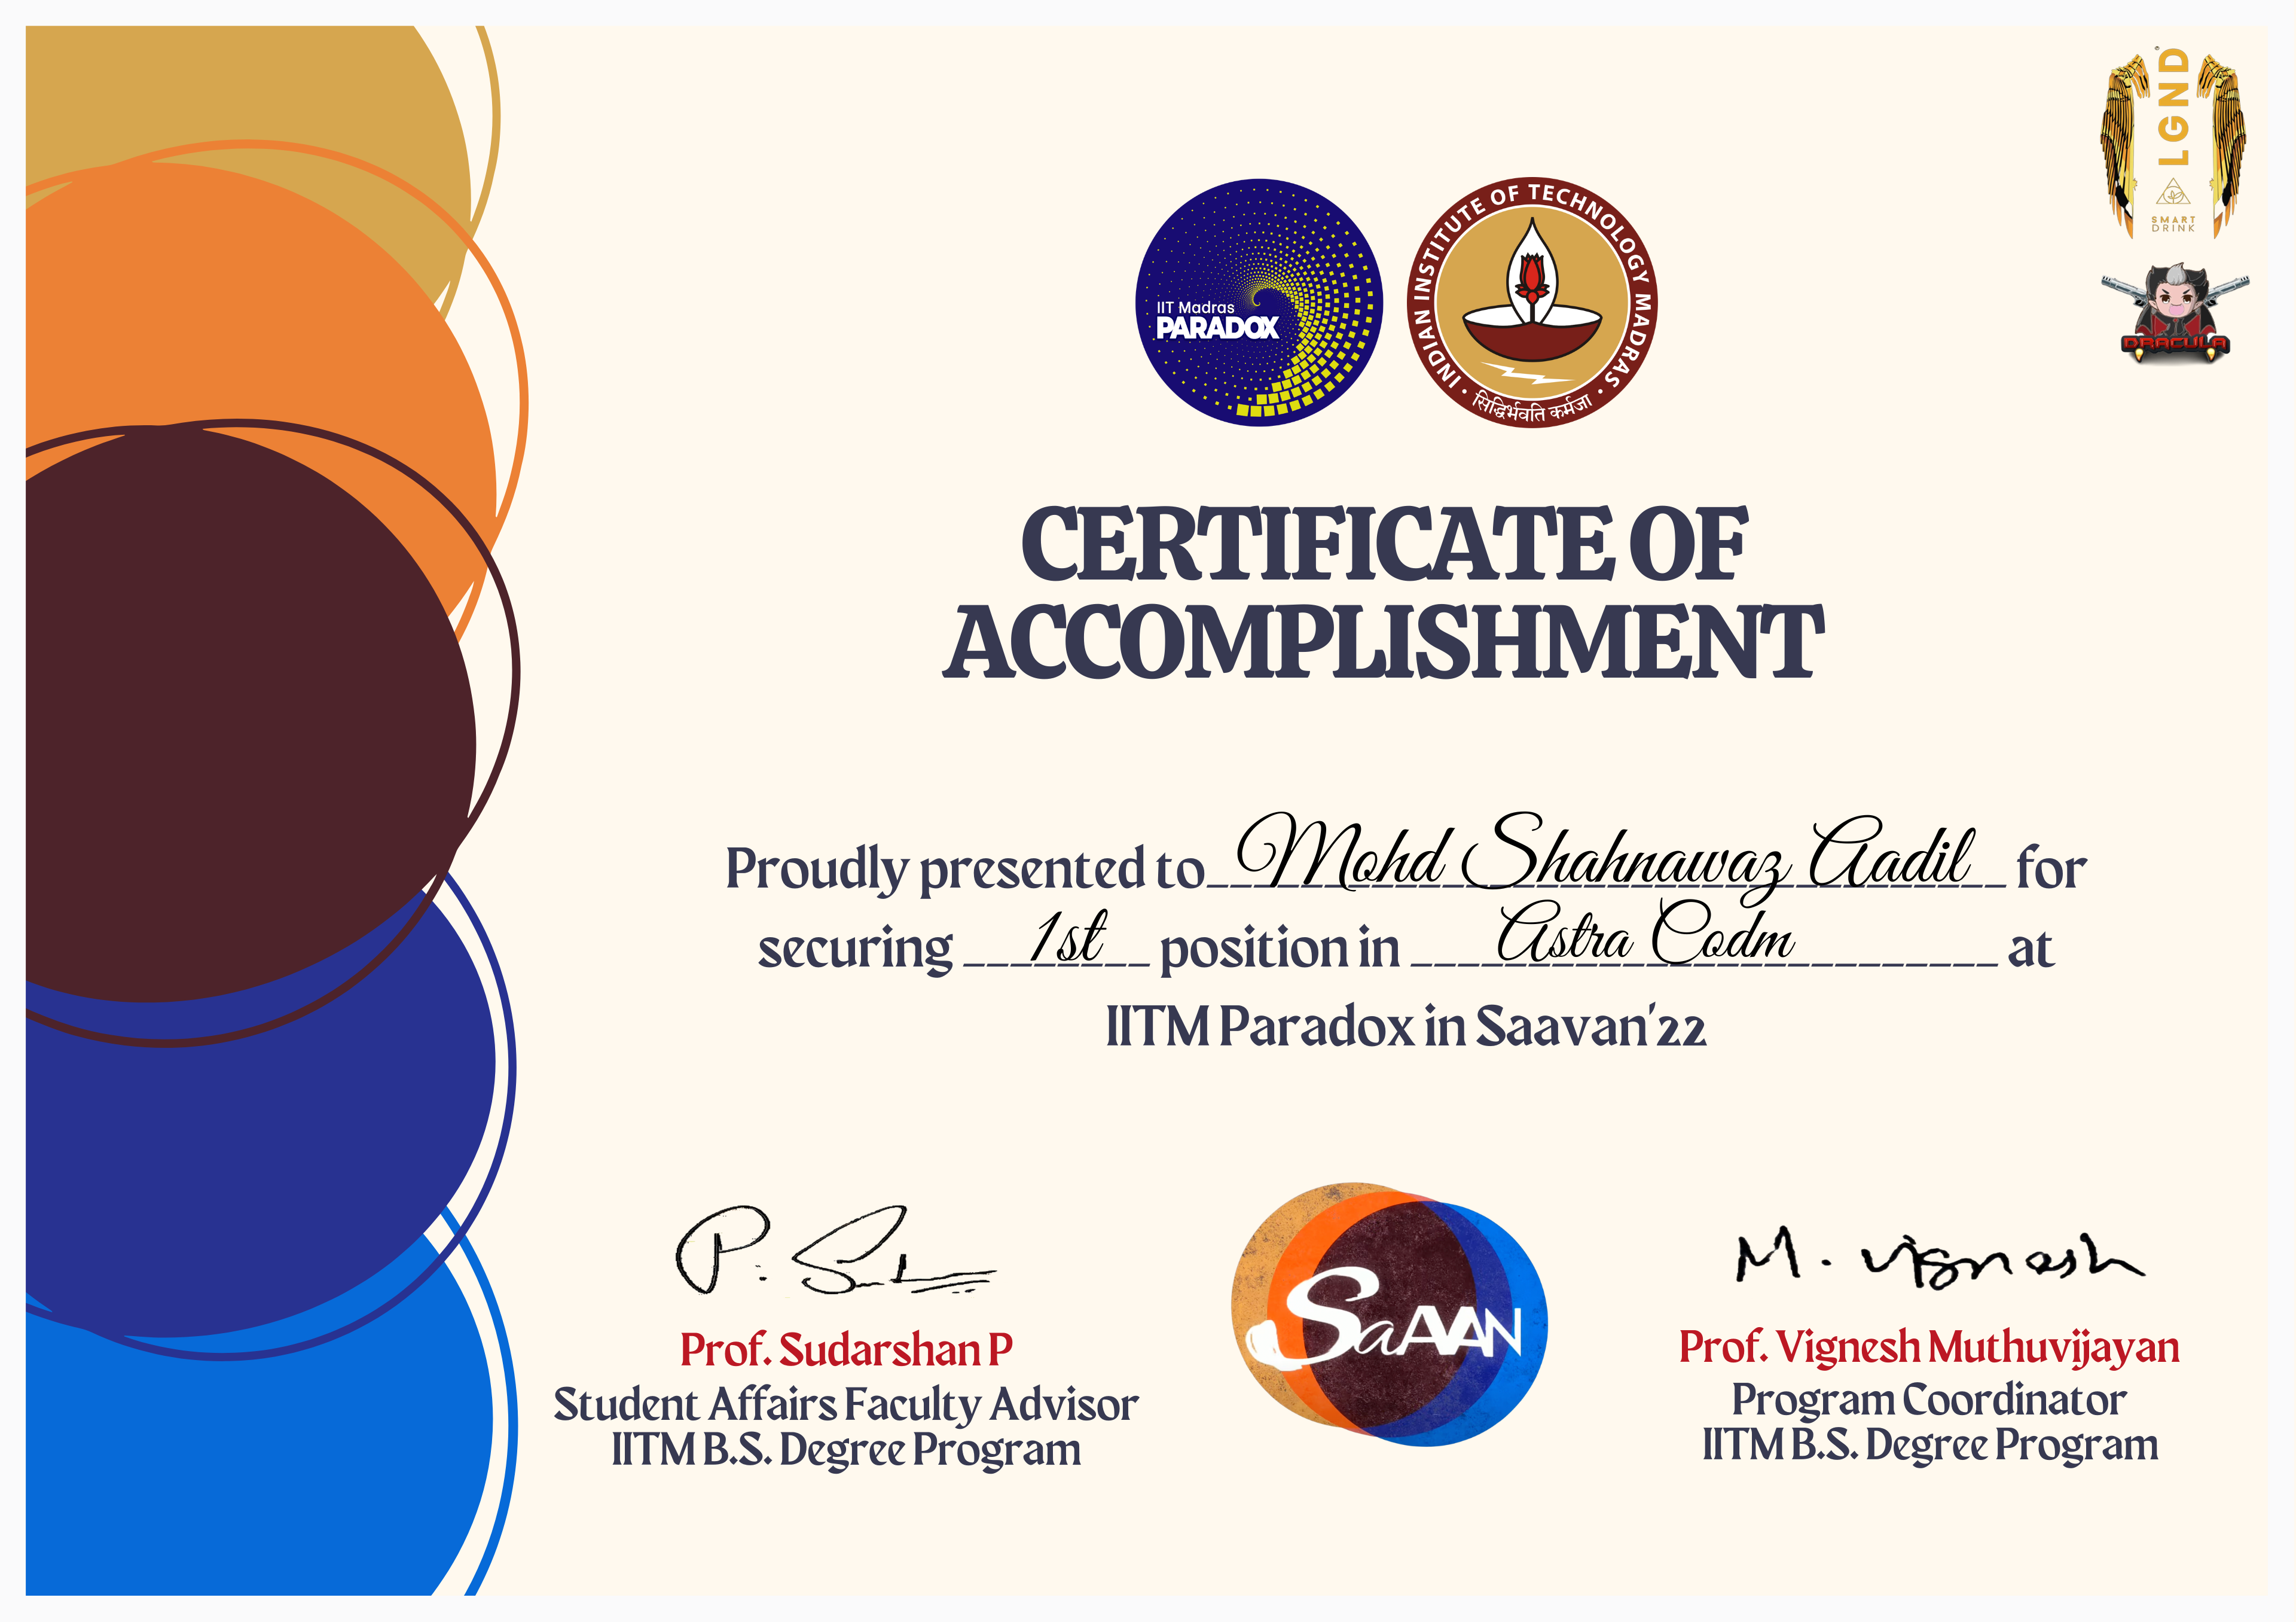 LGND
SMART
DRINK
DRACULA
IIT Madras
PARADOX
INDIAN INSTITUTE OF TECHNOLOGY MADRAS
सिद्धिर्भवति कर्मजा
CERTIFICATE OF
ACCOMPLISHMENT
Proudly presented to Mohd Shahnawaz Aadil for
securing 1st position in Astra Codm at
IITM Paradox in Saavan'22
P. S
M. Vignesh
SaAVAN
Prof. Sudarshan P
Student Affairs Faculty Advisor
IITM B.S. Degree Program
Prof. Vignesh Muthuvijayan
Program Coordinator
IITM B.S. Degree Program